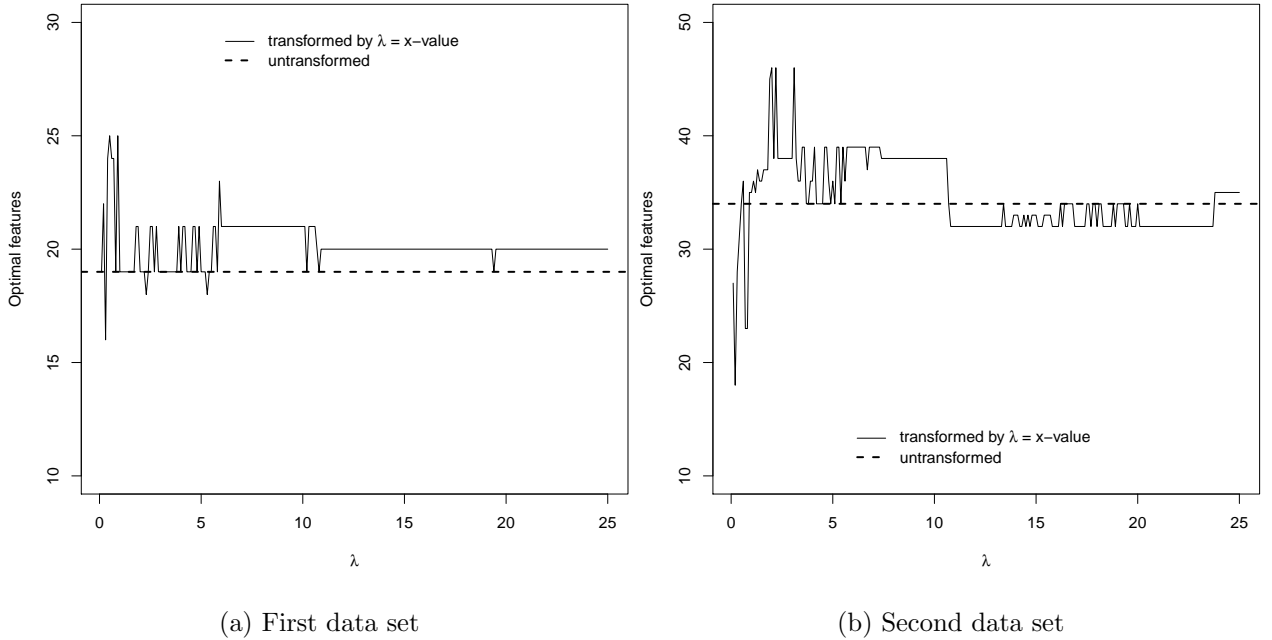 30
25
20
15
10
Optimal features
transformed by λ = x−value
untransformed
0 5 10 15 20 25
λ
(a) First data set
50
40
30
20
10
Optimal features
transformed by λ = x−value
untransformed
0 5 10 15 20 25
λ
(b) Second data set